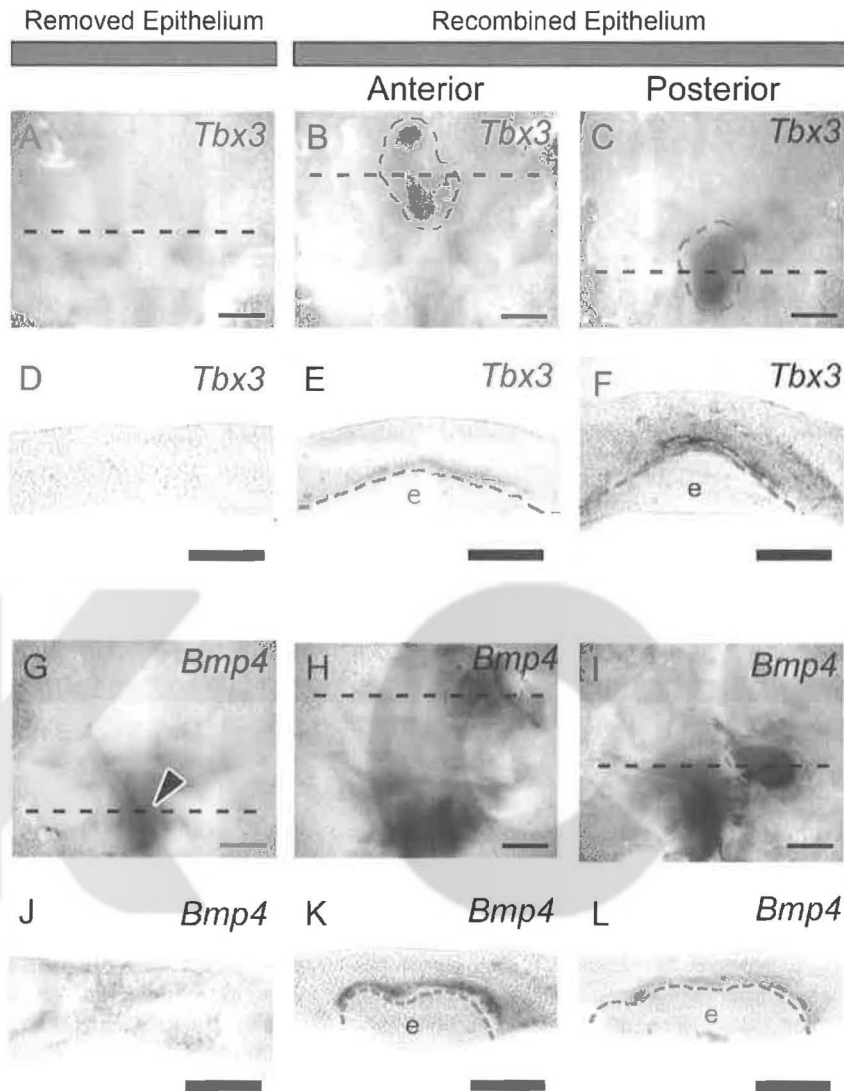 Removed Epithelium Recombined Epithelium
Anterior Posterior
A Tbx3 B Tbx3 C Tbx3
D Tbx3 E Tbx3 F Tbx3
e e
G Bmp4 H Bmp4 I Bmp4
J Bmp4 K Bmp4 L Bmp4
e e